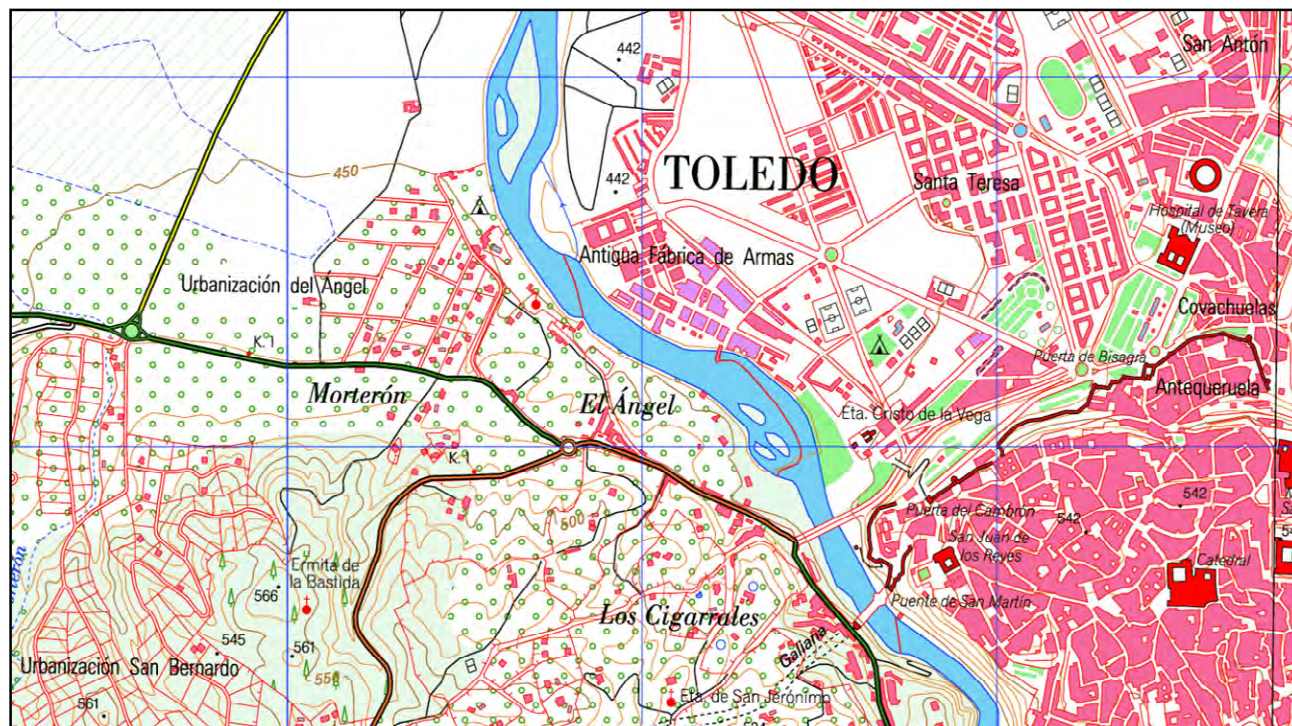 442
San Antón
450
442
TOLEDO
Santa Teresa
Hospital de Tavera
(Museo)
Antigua Fábrica de Armas
Urbanización del Ángel
Covachuelas
K. 1
Puerta de Bisagra
Morterón
El Ángel
Antequeruela
Eta. Cristo de la Vega
K. 1
500
542
Puerta del Cambrón
542
San Juan de
los Reyes
Catedral
Ermita de
la Bastida
566
Los Cigarrales
Puente de San Martín
545
561
Galiana
Urbanización San Bernardo
550
Eta. de San Jerónimo
561